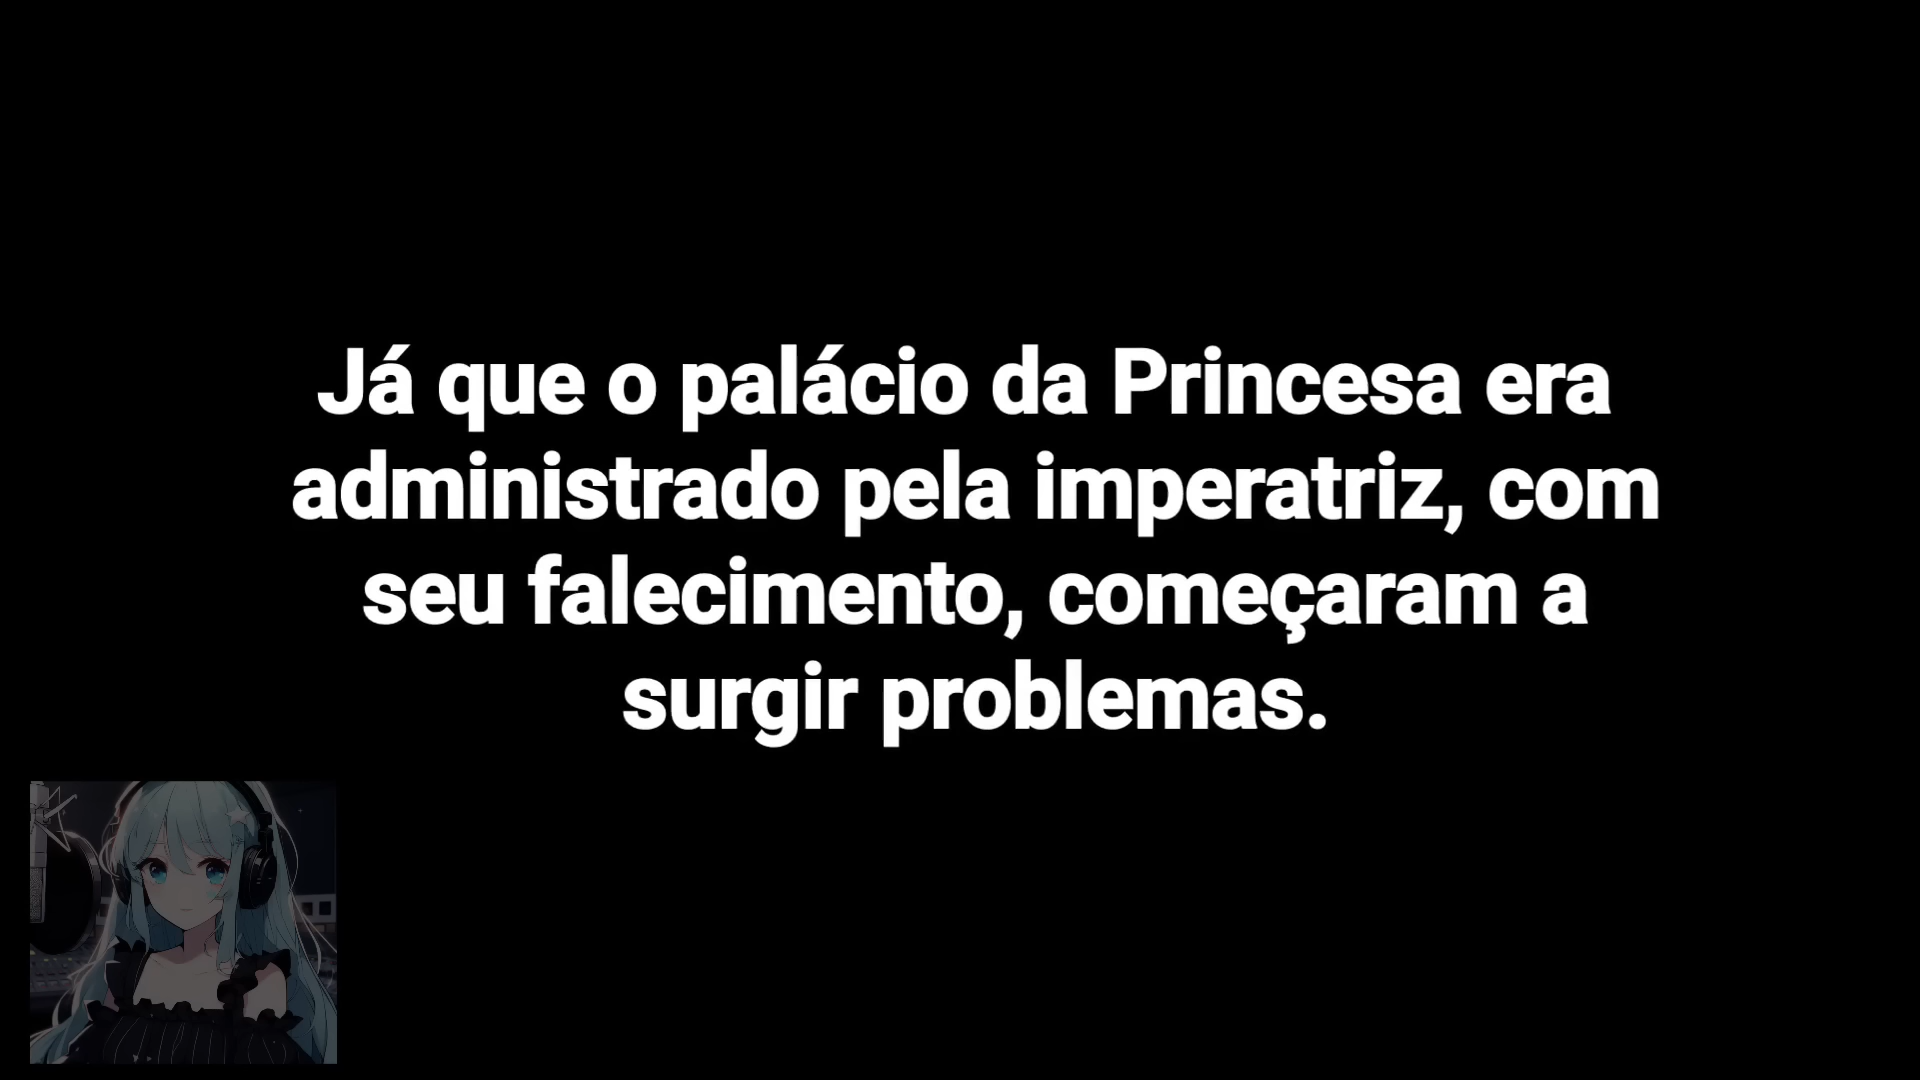 Já que o palácio da Princesa era
administrado pela imperatriz, com
seu falecimento, começaram a
surgir problemas.